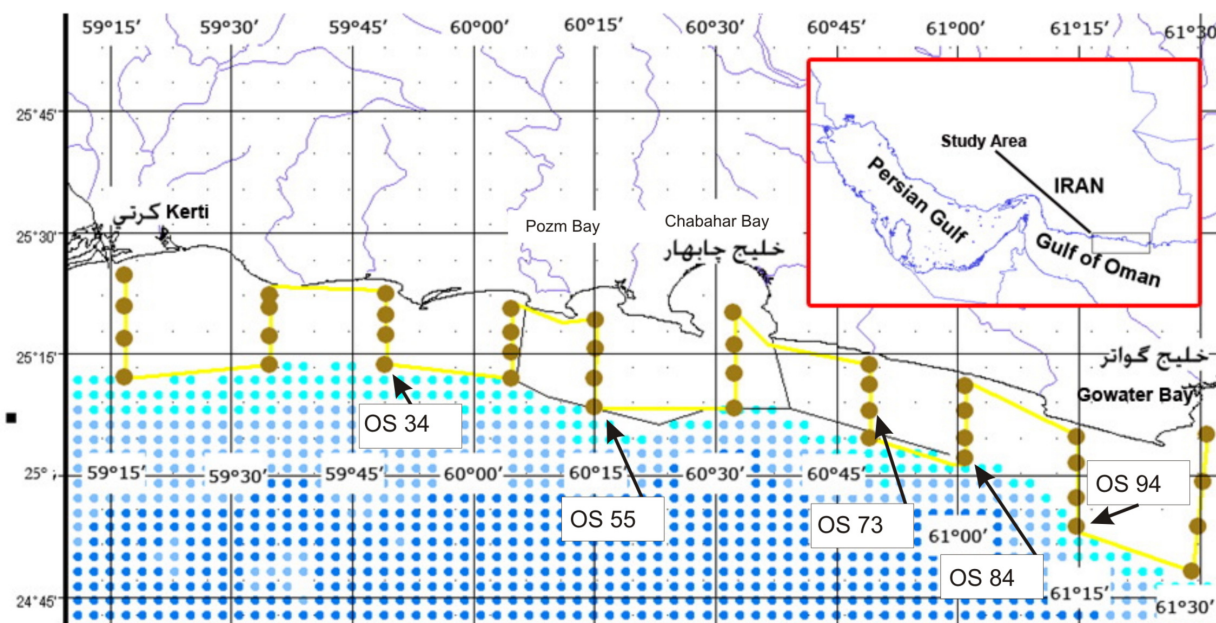 59°15′ 59°30′ 59°45′ 60°00′ 60°15′ 60°30′ 60°45′ 61°00′ 61°15′ 61°30′
25°45′
Study Area
IRAN
Persian Gulf
Gulf of Oman
كرتي Kerti
25°30′
Pozm Bay
Chabahar Bay
خليج چابهار
25°15′
خليج گواتر
Gowater Bay
OS 34
25°
59°15′ 59°30′ 59°45′ 60°00′ 60°15′ 60°30′ 60°45′
OS 94
OS 55
OS 73
61°00′
OS 84
24°45′
61°15′
61°30′